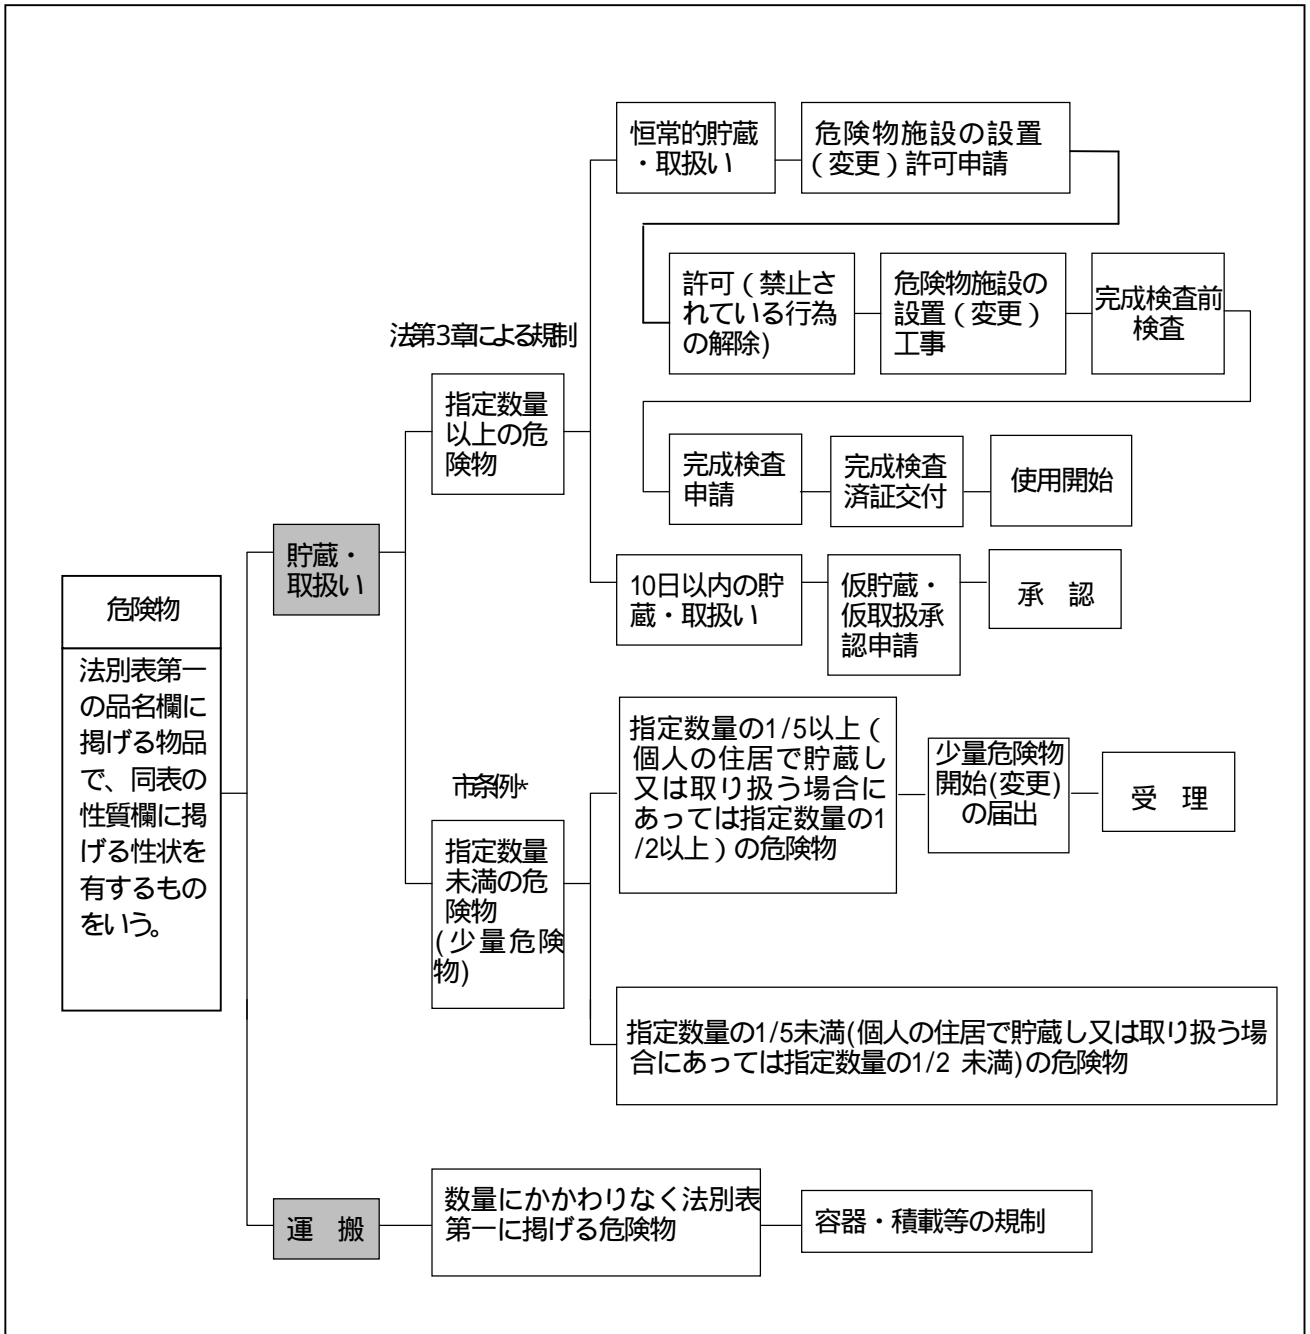 恒常的貯蔵
・取扱い
危険物施設の設置
(変更)許可申請
許可(禁止さ
れている行為
の解除)
危険物施設の
設置(変更)
工事
完成検査前
検査
法第3章による規制
指定数量
以上の危
険物
完成検査
申請
完成検査
済証交付
使用開始
貯蔵・
取扱い
10日以内の貯
蔵・取扱い
仮貯蔵・
仮取扱承
認申請
承 認
危険物
法別表第一
の品名欄に
掲げる物品
で、同表の
性質欄に掲
げる性状を
有するもの
をいう。
市条例*
指定数量
未満の危
険物
(少量危険
物)
指定数量の1/5以上(
個人の住居で貯蔵し
又は取り扱う場合に
あっては指定数量の1
/2以上)の危険物
少量危険物
開始(変更)
の届出
受 理
指定数量の1/5未満(個人の住居で貯蔵し又は取り扱う場
合にあっては指定数量の1/2 未満)の危険物
運 搬
数量にかかわりなく法別表
第一に掲げる危険物
容器・積載等の規制